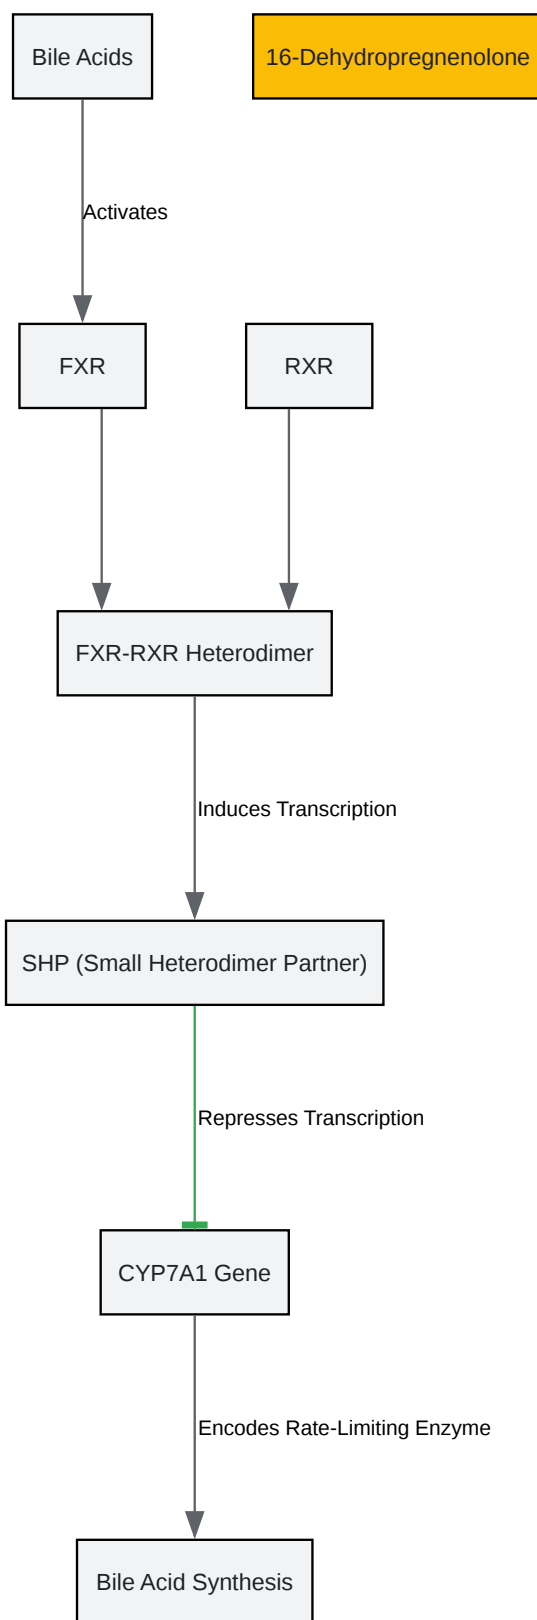 Bile Acids
16-Dehydropregnenolone
Activates
FXR
RXR
FXR-RXR Heterodimer
Induces Transcription
SHP (Small Heterodimer Partner)
Represses Transcription
CYP7A1 Gene
Encodes Rate-Limiting Enzyme
Bile Acid Synthesis